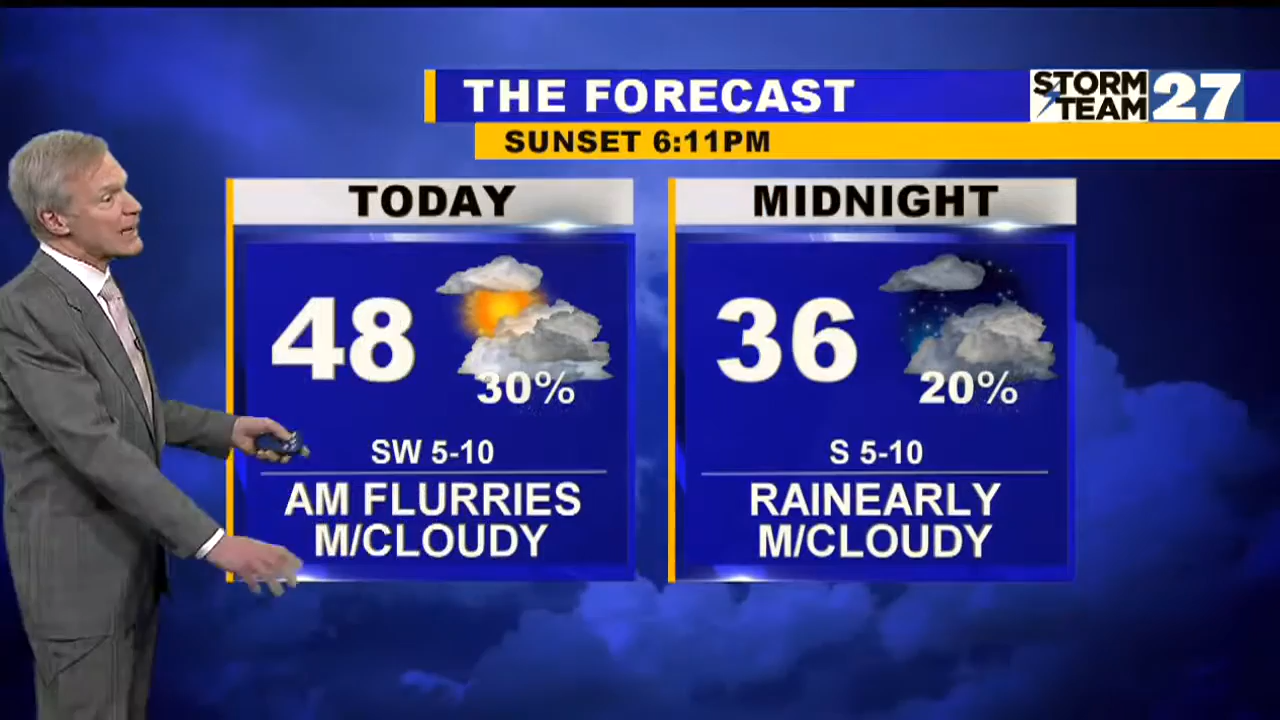 THE FORECAST
STORM
TEAM 27
SUNSET 6:11PM
TODAY
48
30%
SW 5-10
AM FLURRIES
M/CLOUDY
MIDNIGHT
36
20%
S 5-10
RAINEARLY
M/CLOUDY